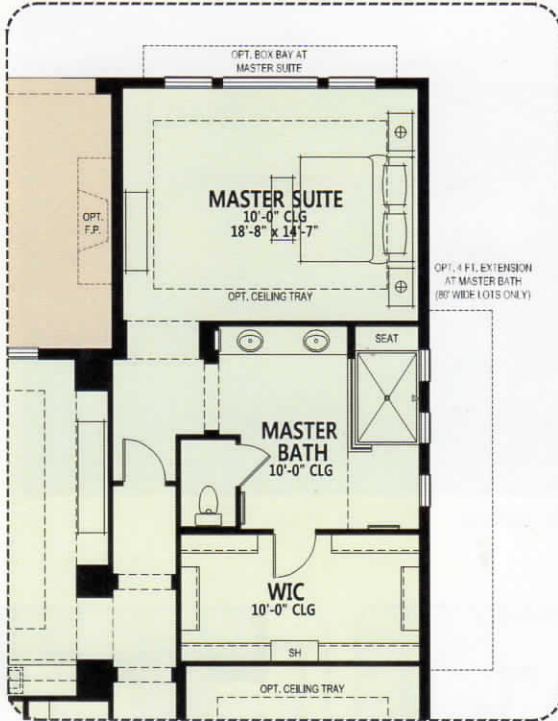 OPT. BOX BAY AT
MASTER SUITE
OPT.
F.P.
MASTER SUITE
10'-0" CLG
18'-8" x 14'-7"
OPT. CEILING TRAY
OPT. 4 FT. EXTENSION
AT MASTER BATH
(80' WIDE LOTS ONLY)
SEAT
MASTER
BATH
10'-0" CLG
WIC
10'-0" CLG
SH
OPT. CEILING TRAY